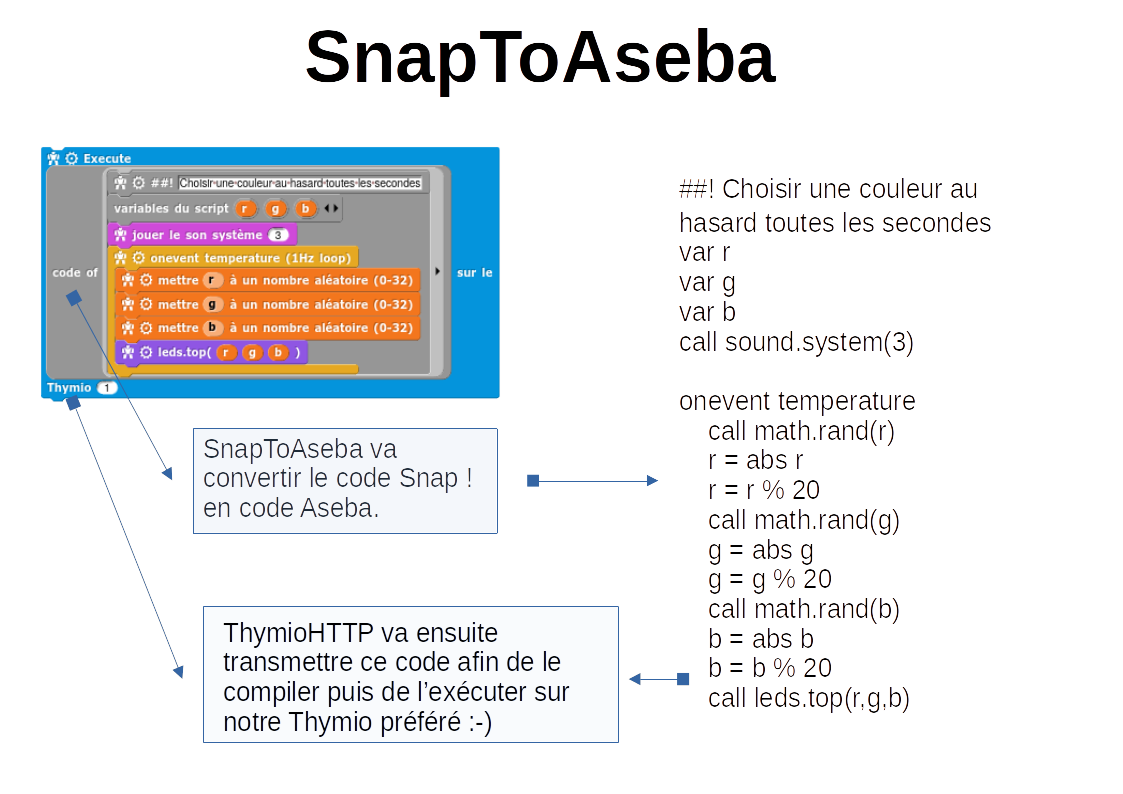 SnapToAseba
Execute
##! Choisir-une-couleur-au-hasard-toutes-les-secondes
variables du script r g b
jouer le son système 3
onevent temperature (1Hz loop)
code of
mettre r à un nombre aléatoire (0-32)
sur le
mettre g à un nombre aléatoire (0-32)
mettre b à un nombre aléatoire (0-32)
leds.top( r g b )
Thymio 1
SnapToAseba va
convertir le code Snap !
en code Aseba.
ThymioHTTP va ensuite
transmettre ce code afin de le
compiler puis de l’exécuter sur
notre Thymio préféré :-)
##! Choisir une couleur au
hasard toutes les secondes
var r
var g
var b
call sound.system(3)
onevent temperature
call math.rand(r)
r = abs r
r = r % 20
call math.rand(g)
g = abs g
g = g % 20
call math.rand(b)
b = abs b
b = b % 20
call leds.top(r,g,b)